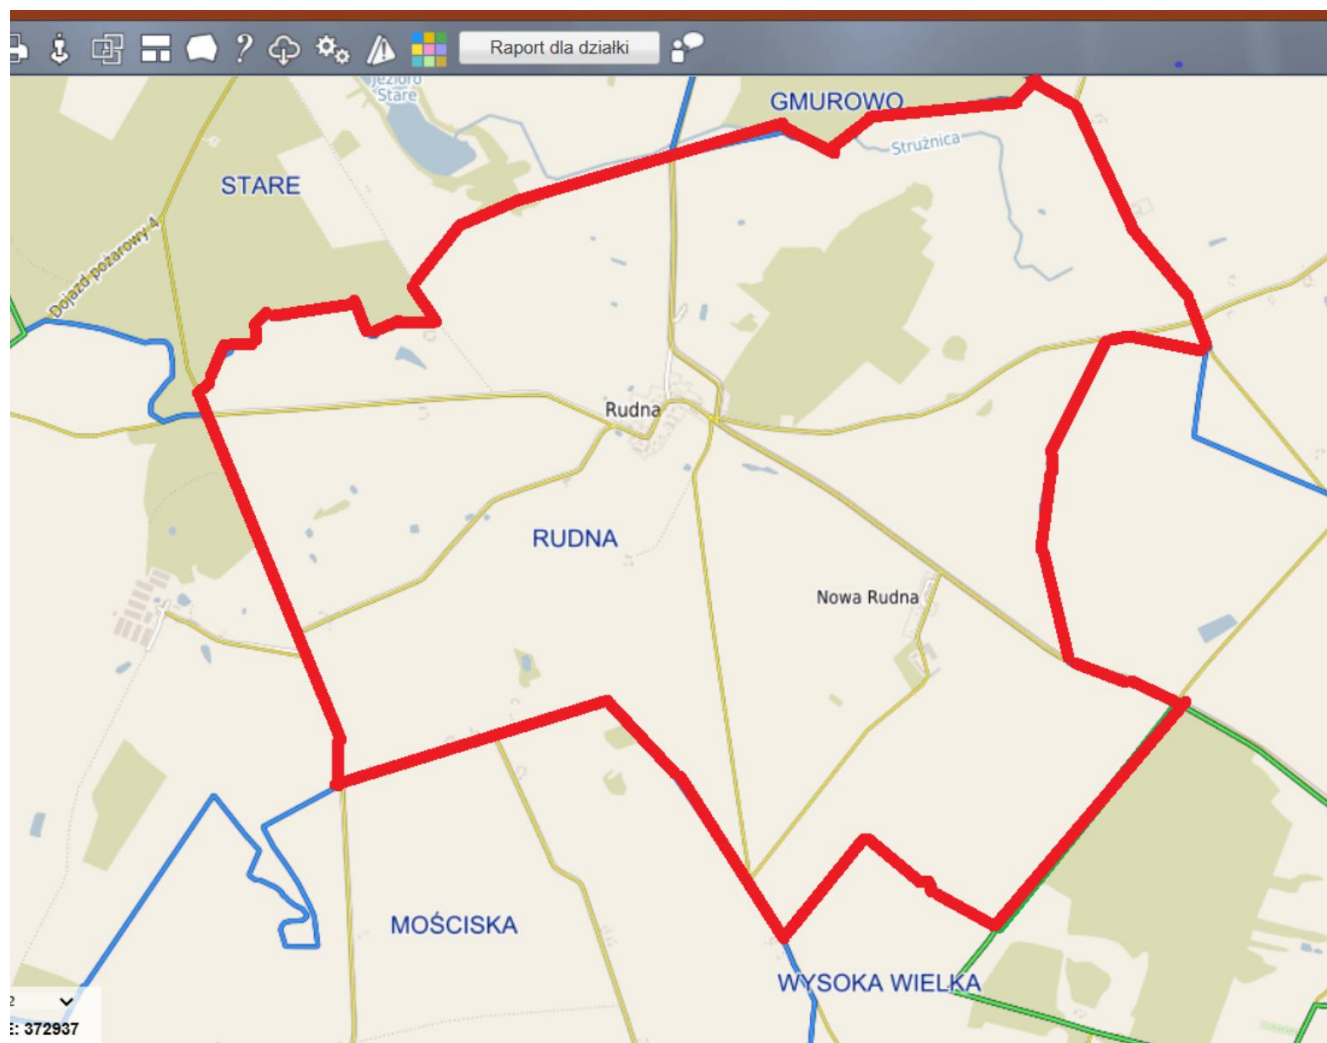 Raport dla działki
Jezioro
Stare
GMUROWO
Strużnica
STARE
Dojazd pożarowy 4
Rudna
RUDNA
Nowa Rudna
MOŚCISKA
WYSOKA WIELKA
2
E: 372937